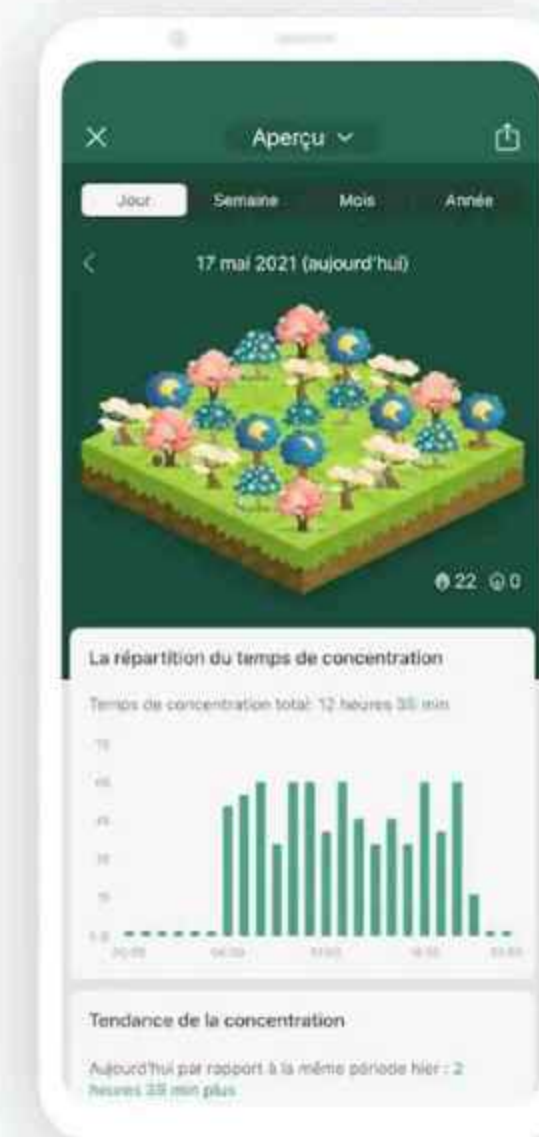 Aperçu
Jour Semaine Mois Année
17 mai 2021 (aujourd'hui)
22 0
La répartition du temps de concentration
Temps de concentration total: 12 heures min
Tendance de la concentration
Aujourd'hui par rapport à la même période hier : 2
heures min plus